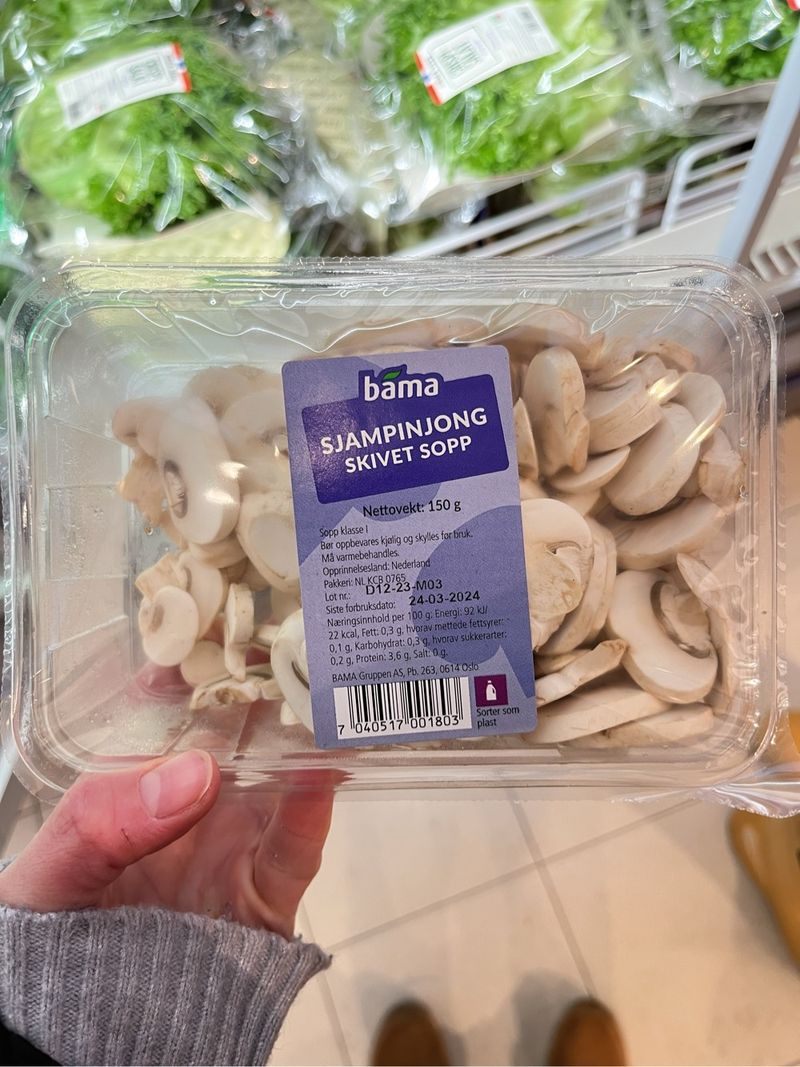 bama
SJAMPINJONG
SKIVET SOPP
Nettovekt: 150 g
Sopp klasse I
Bør oppbevares kjølig og skylles før bruk.
Må varmebehandles.
Opprinnelsesland: Nederland
Pakkeri: NL KCB 0765
Lot nr.: D12-23-M03
Siste forbruksdato: 24-03-2024
Næringsinnhold per 100 g: Energi: 92 kJ/
22 kcal, Fett: 0,3 g, hvorav mettede fettsyrer:
0,1 g, Karbohydrat: 0,3 g, hvorav sukkerarter:
0,2 g, Protein: 3,6 g, Salt: 0 g.
BAMA Gruppen AS, Pb. 263, 0614 Oslo
7 040517 001803
Sorter som
plast